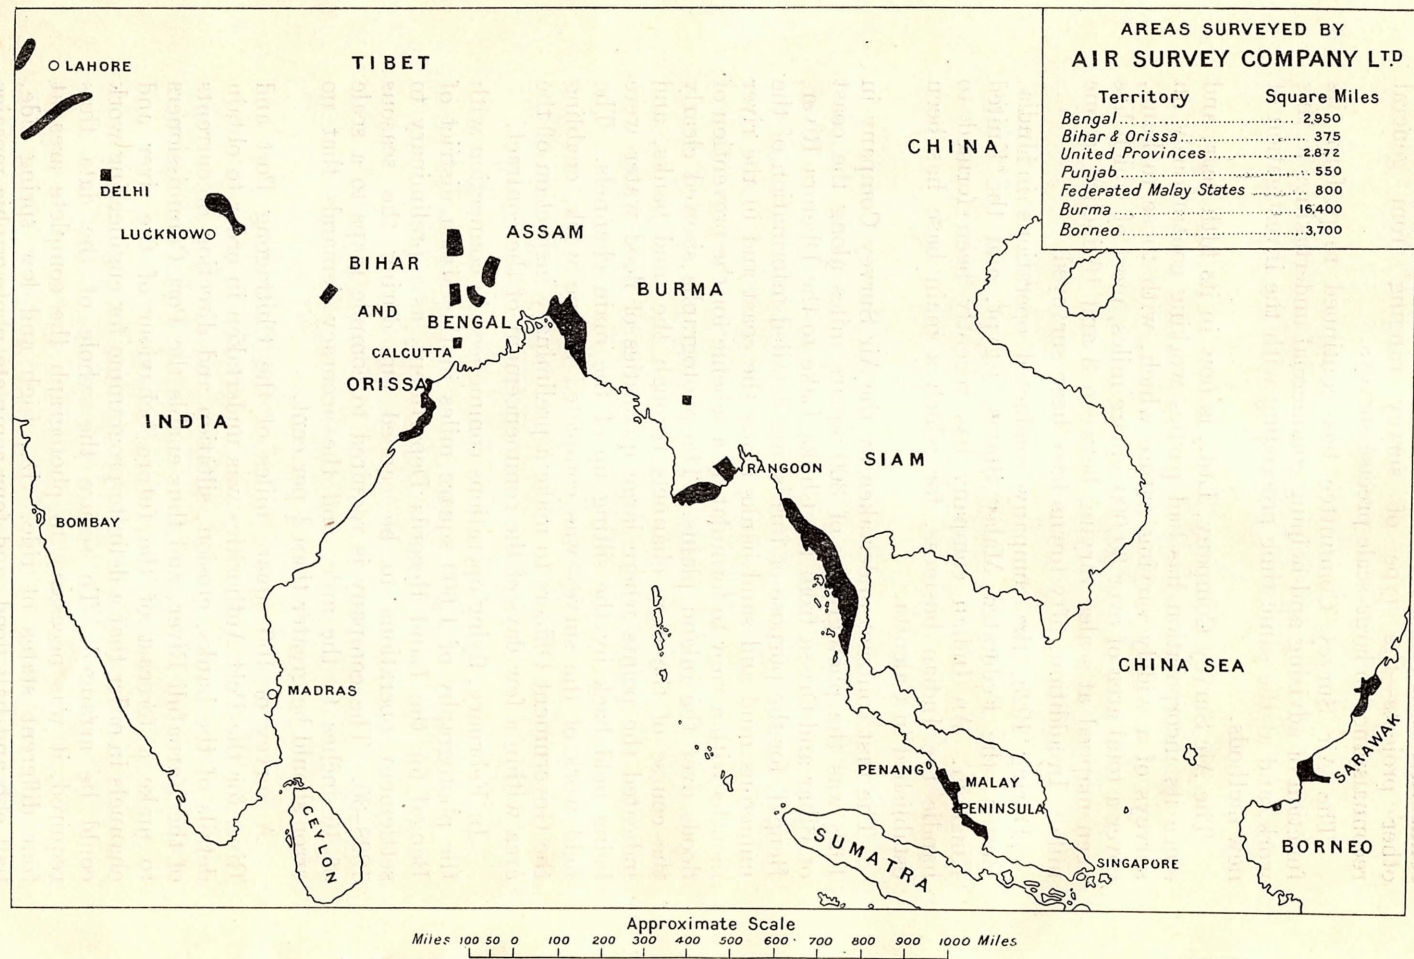 AREAS SURVEYED BY
AIR SURVEY COMPANY LTD
Territory Square Miles
Bengal 2,950
Bihar & Orissa 375
United Provinces 2.872
Punjab 550
Federated Malay States 800
Burma 16,400
Borneo 3,700
LAHORE
TIBET
CHINA
DELHI
LUCKNOW
ASSAM
BIHAR
AND
BURMA
BENGAL
CALCUTTA
ORISSA
INDIA
SIAM
RANGOON
BOMBAY
CHINA SEA
MADRAS
SARAWAK
PENANG
MALAY
PENINSULA
CEYLON
SUMATRA
BORNEO
SINGAPORE
Approximate Scale
Miles 100 50 0 100 200 300 400 500 600 700 800 900 1000 Miles